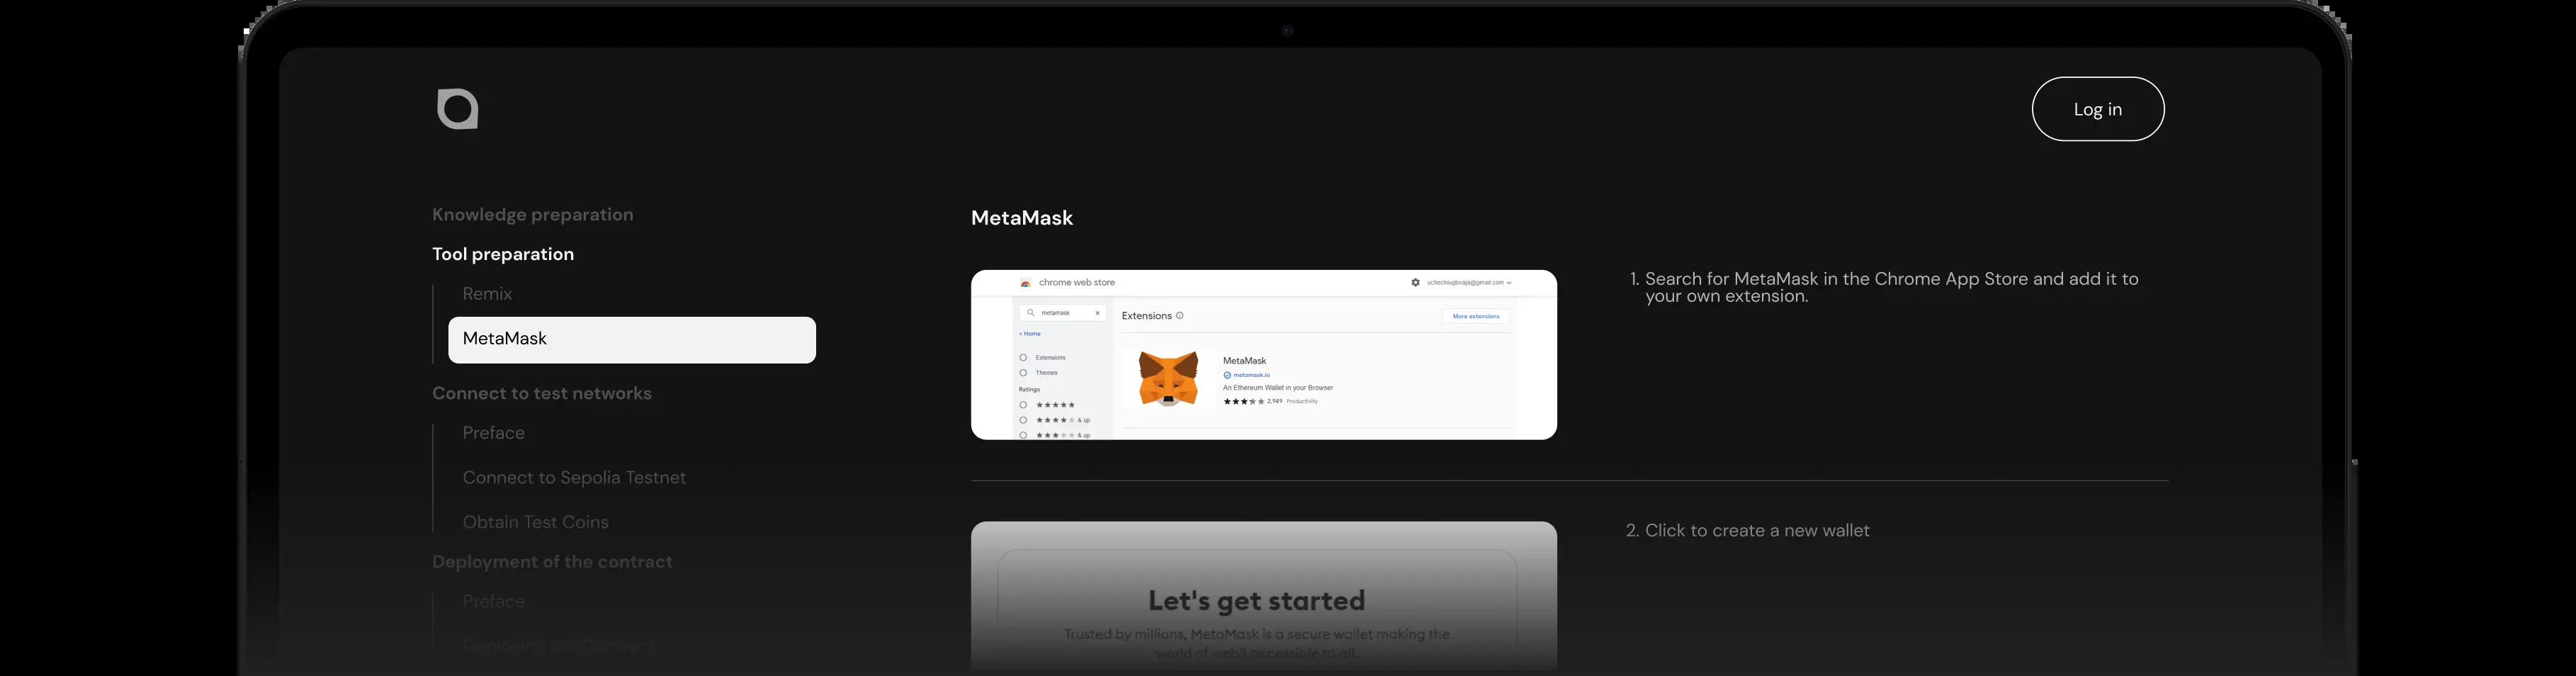 Log in
Knowledge preparation
Tool preparation
Remix
MetaMask
Connect to test networks
Preface
Connect to Sepolia Testnet
Obtain Test Coins
Deployment of the contract
Preface
Deploying an Contract
MetaMask
chrome web store
uchechiugboaja@gmail.com
metamask
< Home
Extensions
Themes
Ratings
& up
& up
Extensions
More extensions
MetaMask
metamask.io
An Ethereum Wallet in your Browser
2,949 Productivity
1. Search for MetaMask in the Chrome App Store and add it to
your own extension.
Let's get started
Trusted by millions, MetaMask is a secure wallet making the
world of web3 accessible to all.
2. Click to create a new wallet